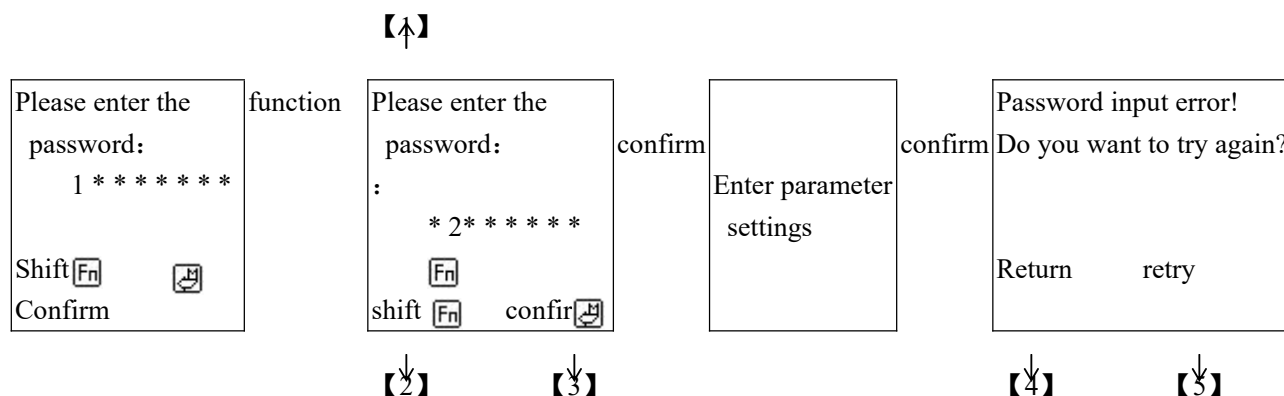 【1】
Please enter the
password：
1 * * * * * * *
Shift Fn
Confirm
function
Please enter the
password：
：
* 2* * * * * *
Fn
shift Fn confir
confirm
Enter parameter
settings
confirm
Password input error!
Do you want to try again?
Return retry
【2】 【3】 【4】 【5】